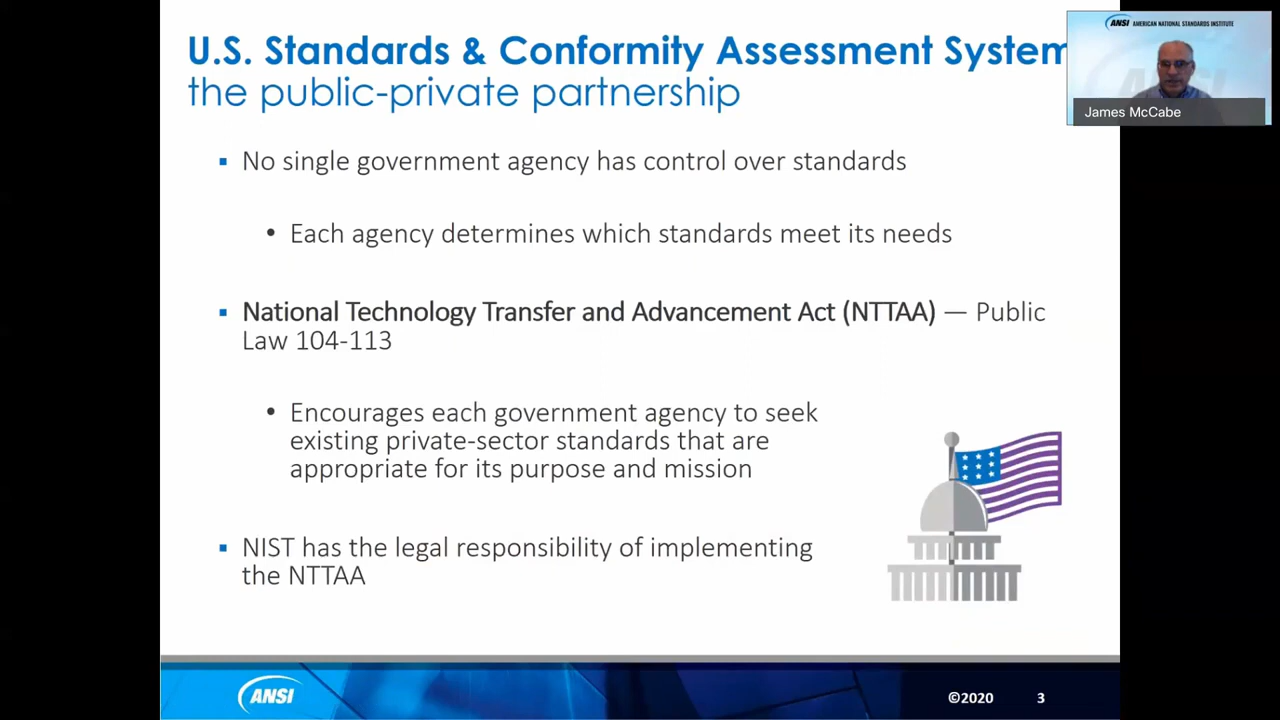 U.S. Standards & Conformity Assessment System
the public-private partnership
ANSI AMERICAN NATIONAL STANDARDS INSTITUTE
James McCabe
▪ No single government agency has control over standards
• Each agency determines which standards meet its needs
▪ National Technology Transfer and Advancement Act (NTTAA) — Public
Law 104-113
• Encourages each government agency to seek
existing private-sector standards that are
appropriate for its purpose and mission
▪ NIST has the legal responsibility of implementing
the NTTAA
ANSI
©2020 3